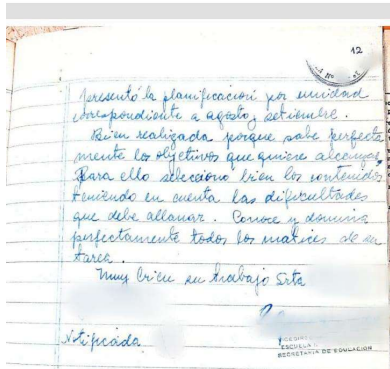 12
presentó la planificación por unidad
correspondiente a agosto, setiembre.
Bien realizada porque sabe perfecta
mente los objetivos que quiere alcanzar,
para ello selecciono bien los contenidos
teniendo en cuenta las dificultades
que debe allanar. Conoce y domina
perfectamente todos los matices de su
tarea.
Muy bien su trabajo Srta
Notificada
ESCUELA
SECRETARIA DE EDUCACION